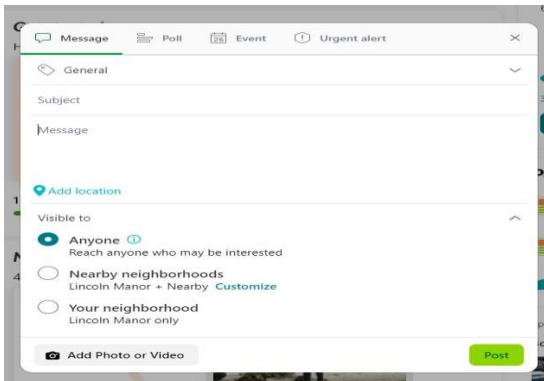 Message Poll 26 Event Urgent alert
General
Subject
Message
Add location
Visible to
Anyone
Reach anyone who may be interested
Nearby neighborhoods
Lincoln Manor + Nearby Customize
Your neighborhood
Lincoln Manor only
Add Photo or Video Post